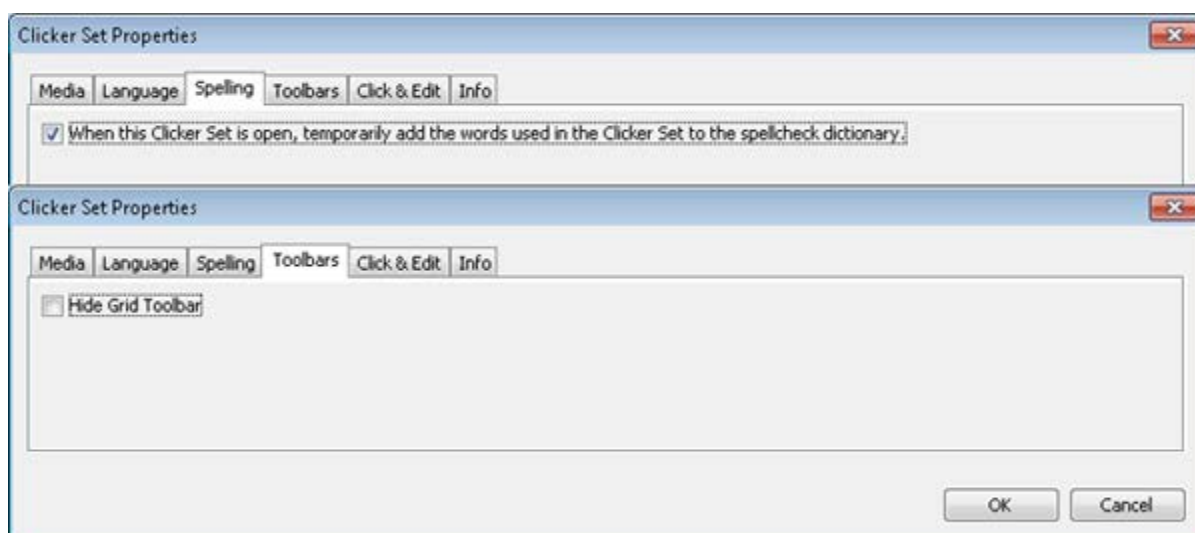 Clicker Set Properties
Media Language Spelling Toolbars Click & Edit Info
When this Clicker Set is open, temporarily add the words used in the Clicker Set to the spellcheck dictionary.
Clicker Set Properties
Media Language Spelling Toolbars Click & Edit Info
Hide Grid Toolbar
OK Cancel